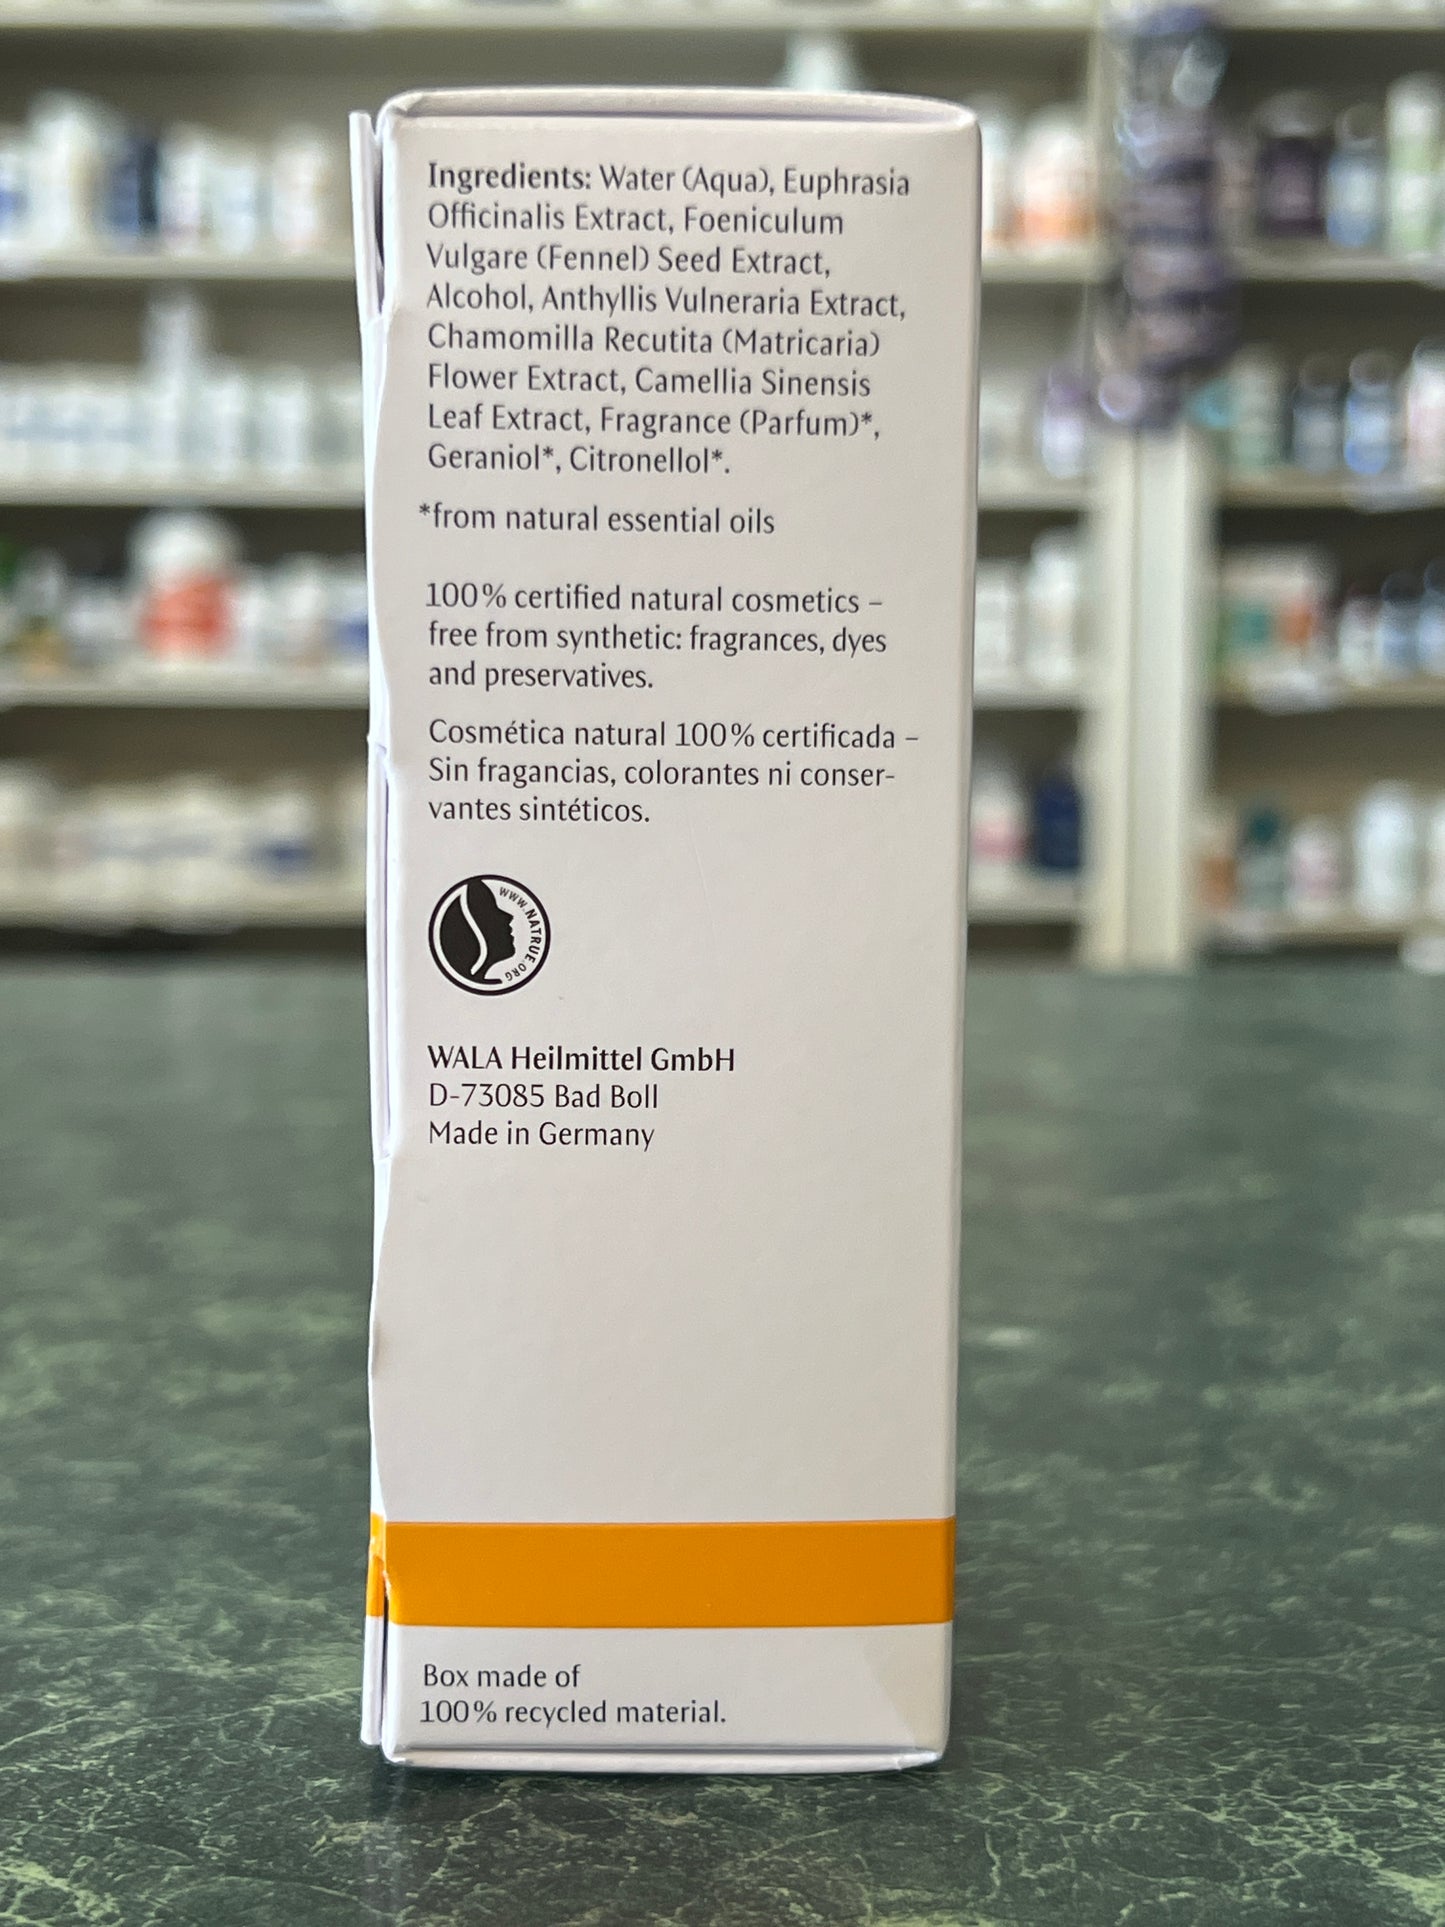 Ingredients: Water (Aqua), Euphrasia
Officinalis Extract, Foeniculum
Vulgare (Fennel) Seed Extract,
Alcohol, Anthyllis Vulneraria Extract,
Chamomilla Recutita (Matricaria)
Flower Extract, Camellia Sinensis
Leaf Extract, Fragrance (Parfum)*,
Geraniol*, Citronellol*.
*from natural essential oils
100% certified natural cosmetics –
free from synthetic: fragrances, dyes
and preservatives.
Cosmética natural 100% certificada –
Sin fragancias, colorantes ni conser-
vantes sintéticos.
WWW.NATRUE.ORG
WALA Heilmittel GmbH
D-73085 Bad Boll
Made in Germany
Box made of
100% recycled material.